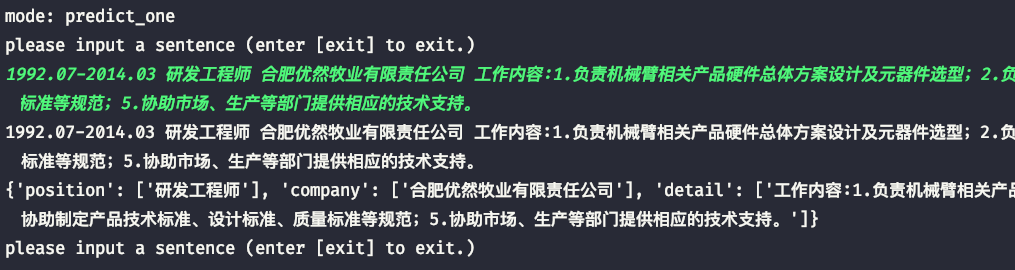 mode: predict_one
please input a sentence (enter [exit] to exit.)
1992.07-2014.03 研发工程师 合肥优然牧业有限责任公司 工作内容:1.负责机械臂相关产品硬件总体方案设计及元器件选型；2.负
标准等规范；5.协助市场、生产等部门提供相应的技术支持。
1992.07-2014.03 研发工程师 合肥优然牧业有限责任公司 工作内容:1.负责机械臂相关产品硬件总体方案设计及元器件选型；2.负
标准等规范；5.协助市场、生产等部门提供相应的技术支持。
{'position': ['研发工程师'], 'company': ['合肥优然牧业有限责任公司'], 'detail': ['工作内容:1.负责机械臂相关产品
协助制定产品技术标准、设计标准、质量标准等规范；5.协助市场、生产等部门提供相应的技术支持。']}
please input a sentence (enter [exit] to exit.)